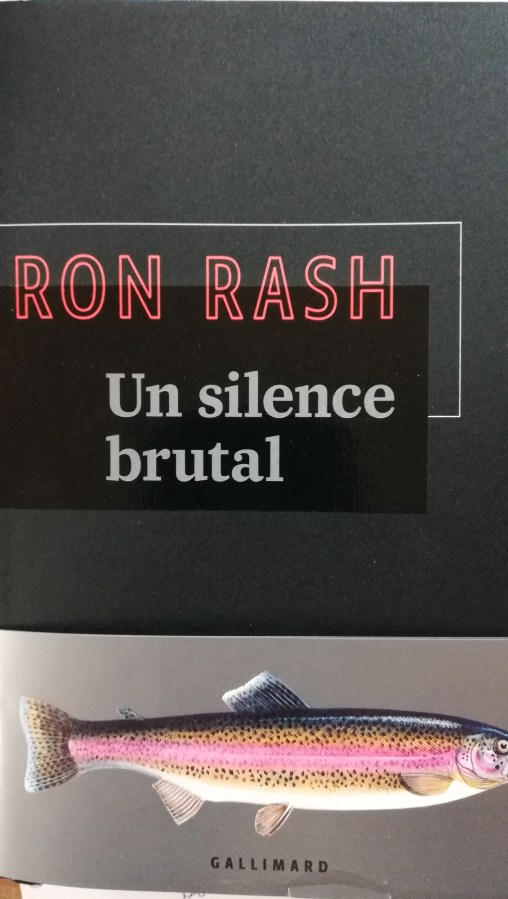 RON RASH
Un silence
brutal
GALLIMARD